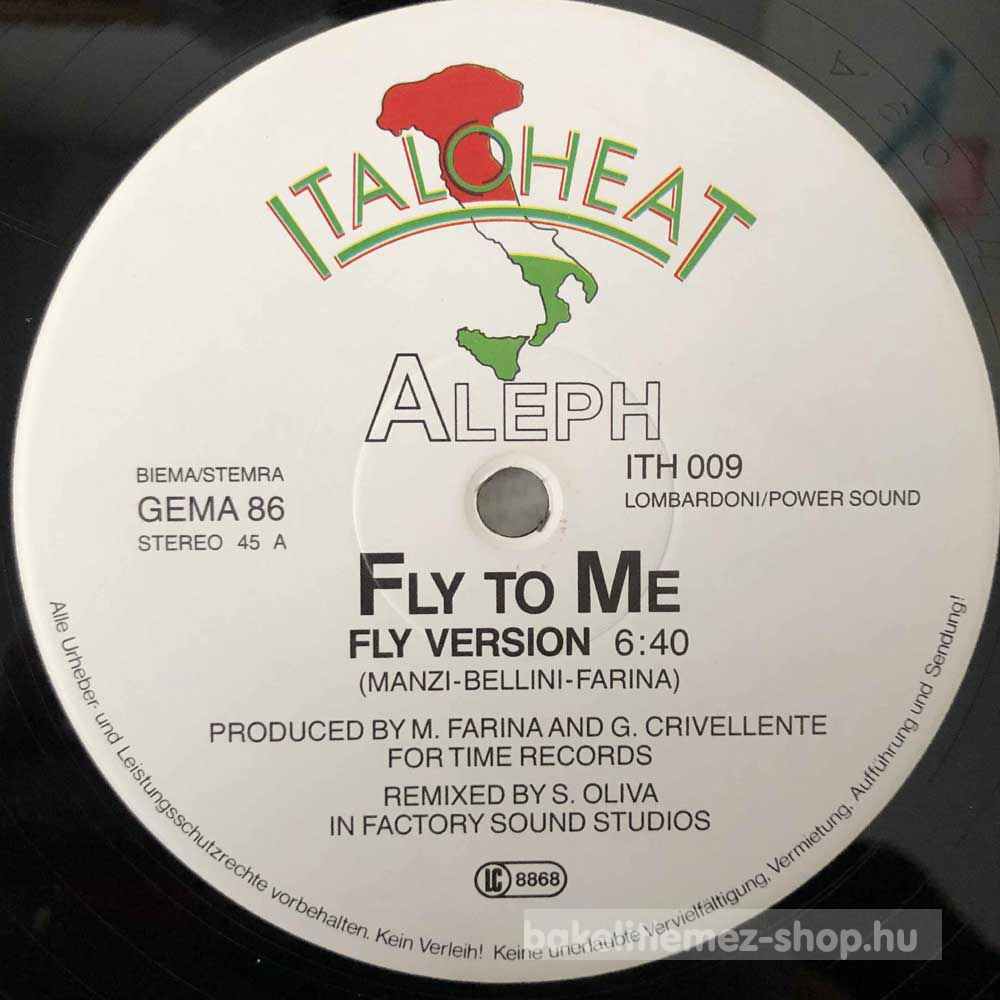 ITALOHEAT
ALEPH
BIEMA/STEMRA
GEMA 86
STEREO 45 A
ITH 009
LOMBARDONI/POWER SOUND
FLY TO ME
FLY VERSION 6:40
(MANZI-BELLINI-FARINA)
PRODUCED BY M. FARINA AND G. CRIVELLENTE
FOR TIME RECORDS
REMIXED BY S. OLIVA
IN FACTORY SOUND STUDIOS
LC 8868
Alle Urheber- und Leistungsschutzrechte vorbehalten. Kein Verleih! Keine unerlaubte Vervielfältigung, Vermietung, Aufführung und Sendung!
bakelitlemez-shop.hu